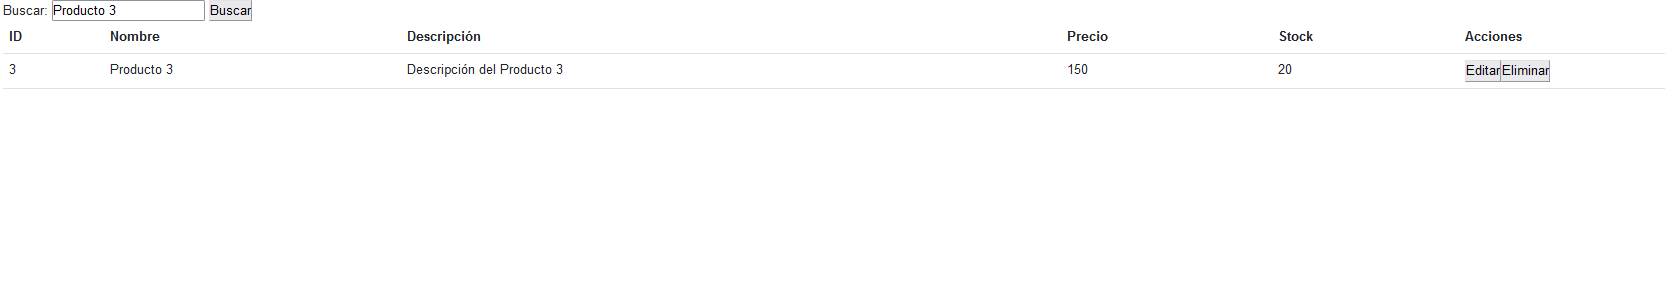 Buscar: Producto 3 Buscar
ID Nombre Descripción Precio Stock Acciones
3 Producto 3 Descripción del Producto 3 150 20 Editar Eliminar